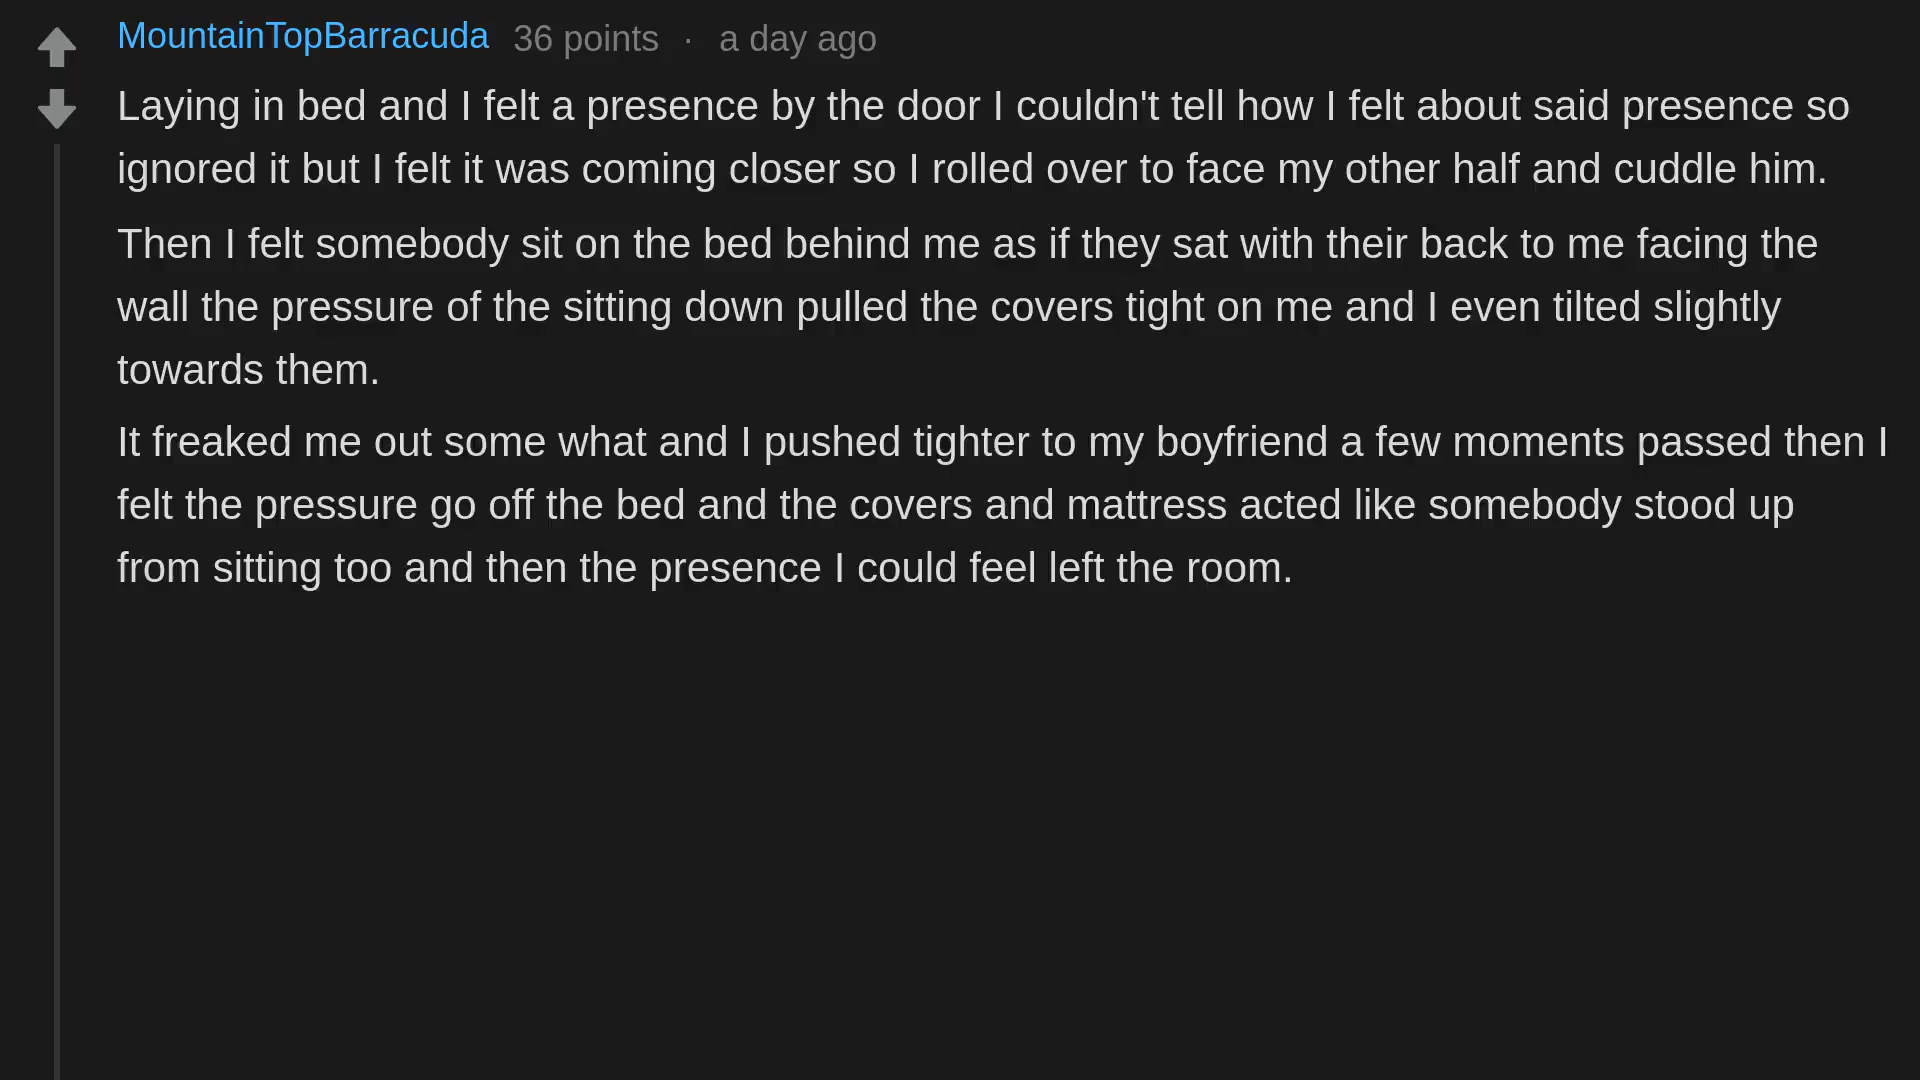 MountainTopBarracuda 36 points · a day ago
Laying in bed and I felt a presence by the door I couldn't tell how I felt about said presence so
ignored it but I felt it was coming closer so I rolled over to face my other half and cuddle him.
Then I felt somebody sit on the bed behind me as if they sat with their back to me facing the
wall the pressure of the sitting down pulled the covers tight on me and I even tilted slightly
towards them.
It freaked me out some what and I pushed tighter to my boyfriend a few moments passed then I
felt the pressure go off the bed and the covers and mattress acted like somebody stood up
from sitting too and then the presence I could feel left the room.